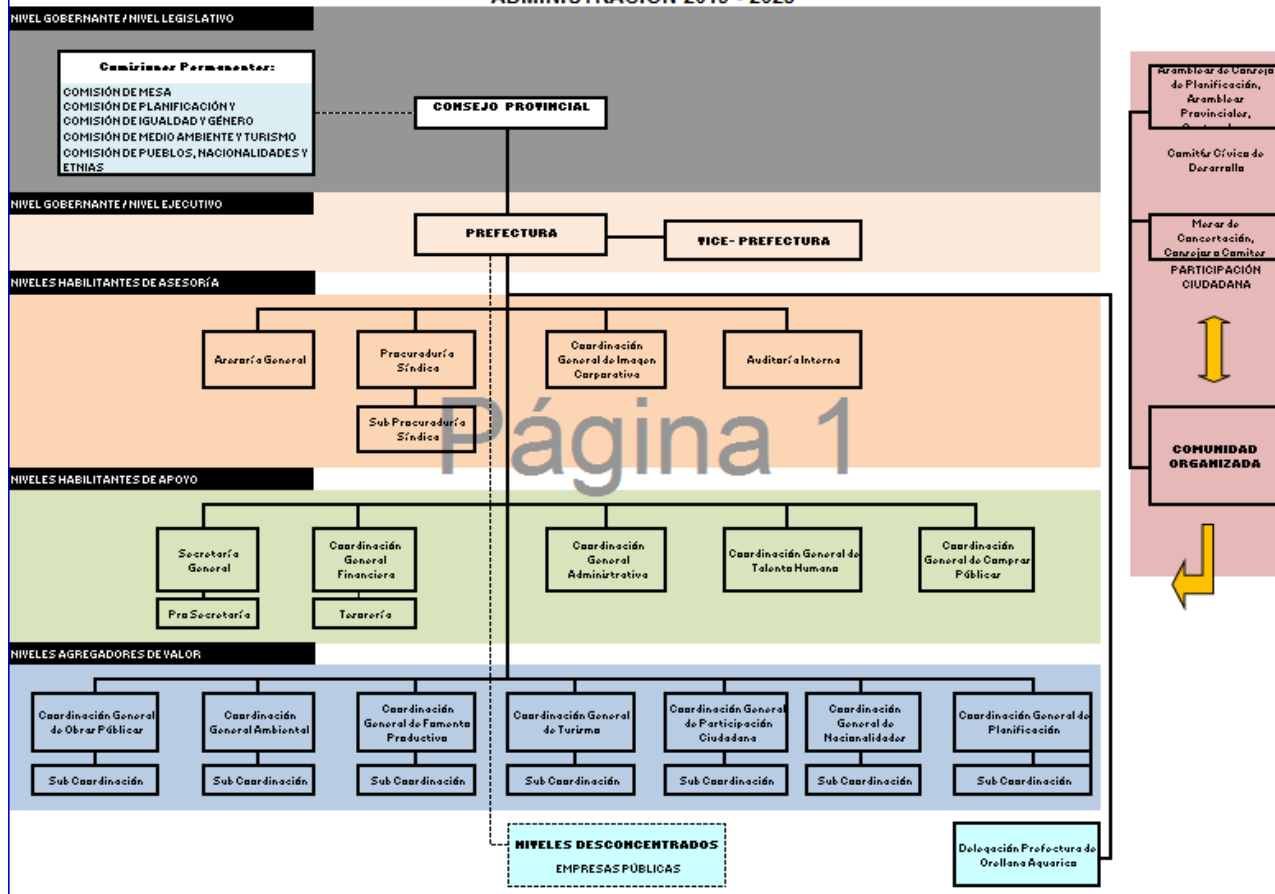 ADMINISTRACIÓN 2019 - 2023
NIVEL GOBERNANTE / NIVEL LEGISLATIVO
Comisiones Permanentes:
COMISIÓN DE MESA
COMISIÓN DE PLANIFICACIÓN Y
COMISIÓN DE IGUALDAD Y GÉNERO
COMISIÓN DE MEDIO AMBIENTE Y TURISMO
COMISIÓN DE PUEBLOS, NACIONALIDADES Y
ETNIAS
CONSEJO PROVINCIAL
Asambleas de Consejo
de Planificación,
Asambleas
Provinciales,
Comités Cívico de
Desarrollo
NIVEL GOBERNANTE / NIVEL EJECUTIVO
PREFECTURA
VICE- PREFECTURA
Mesas de
Concertación,
Consejos o Comites
PARTICIPACIÓN
CIUDADANA
NIVELES HABILITANTES DE ASESORÍA
Asesoría General
Procuraduría
Síndica
Coordinación
General de Imagen
Corporativa
Auditoría Interna
Sub Procuraduría
Síndica
Página 1
COMUNIDAD
ORGANIZADA
NIVELES HABILITANTES DE APOYO
Secretaría
General
Coordinación
General
Financiera
Coordinación
General
Administrativa
Coordinación General de
Talento Humano
Coordinación
General de Compras
Públicas
Pro Secretaría
Tesorería
NIVELES AGREGADORES DE VALOR
Coordinación General
de Obras Públicas
Coordinación
General Ambiental
Coordinación
General de Fomento
Productivo
Coordinación General
de Turismo
Coordinación General
de Participación
Ciudadana
Coordinación
General de
Nacionalidades
Coordinación General de
Planificación
Sub Coordinación
Sub Coordinación
Sub Coordinación
Sub Coordinación
Sub Coordinación
Sub Coordinación
Sub Coordinación
NIVELES DESCONCENTRADOS
EMPRESAS PÚBLICAS
Delegación Prefectura de
Orellana Aguarico